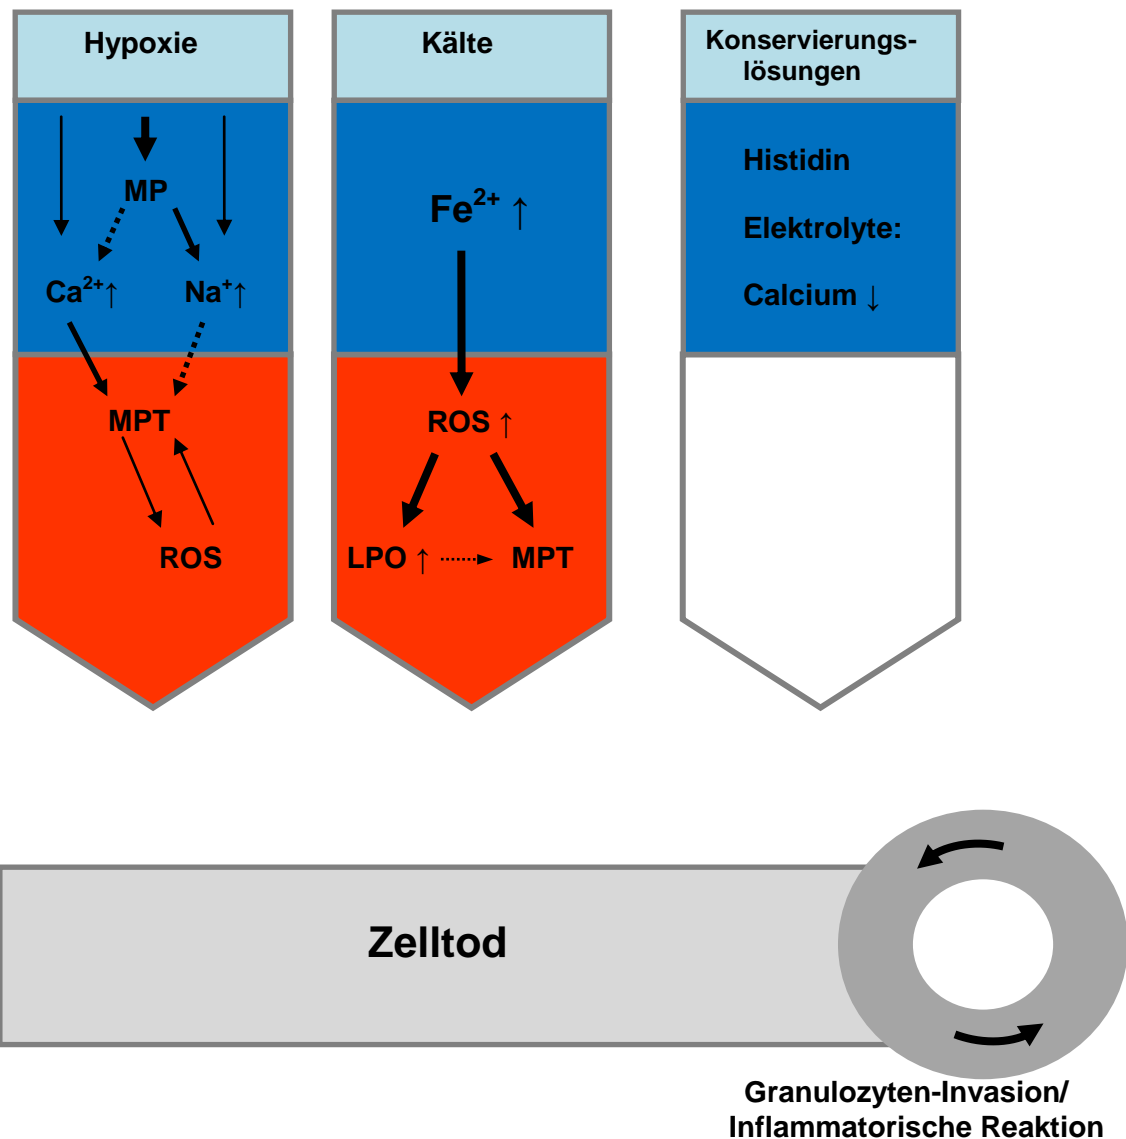 Hypoxie
MP
Ca²⁺↑ Na⁺↑
MPT
ROS
Kälte
Fe²⁺ ↑
ROS ↑
LPO ↑ MPT
Konservierungs-
lösungen
Histidin
Elektrolyte:
Calcium ↓
Zelltod
Granulozyten-Invasion/
Inflammatorische Reaktion